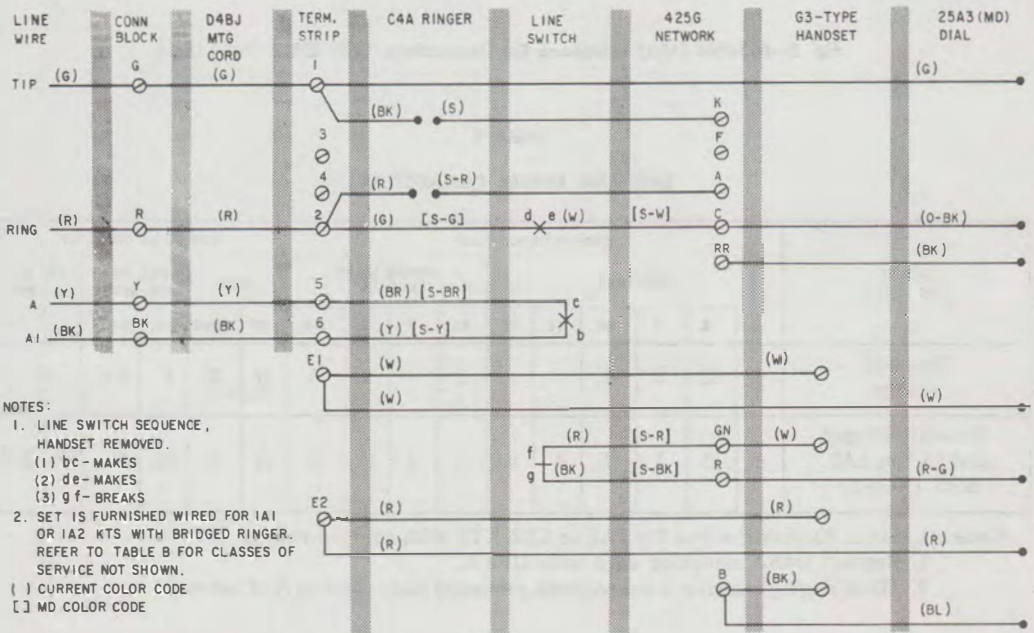 LINE WIRE
CONN BLOCK
D4BJ MTG CORD
TERM. STRIP
C4A RINGER
LINE SWITCH
425G NETWORK
G3-TYPE HANDSET
25A3(MD) DIAL
TIP (G) G (G) 1 (G)
(BK) (S) K
3 F
4 (R) (S-R) A
RING (R) R (R) 2 (G) [S-G] d e (W) [S-W] C (O-BK)
RR (BK)
A (Y) Y (Y) 5 (BR) [S-BR] c
A1 (BK) BK (BK) 6 (Y) [S-Y] b
E1 (W) (W)
(W) (W)
f (R) [S-R] GN (W)
g (BK) [S-BK] R (R-G)
E2 (R) (R)
(R) (R)
B (BK)
(BL)
NOTES:
1. LINE SWITCH SEQUENCE,
HANDSET REMOVED.
(1) bc-MAKES
(2) de-MAKES
(3) gf-BREAKS
2. SET IS FURNISHED WIRED FOR 1A1
OR 1A2 KTS WITH BRIDGED RINGER.
REFER TO TABLE B FOR CLASSES OF
SERVICE NOT SHOWN.
( ) CURRENT COLOR CODE
[ ] MD COLOR CODE